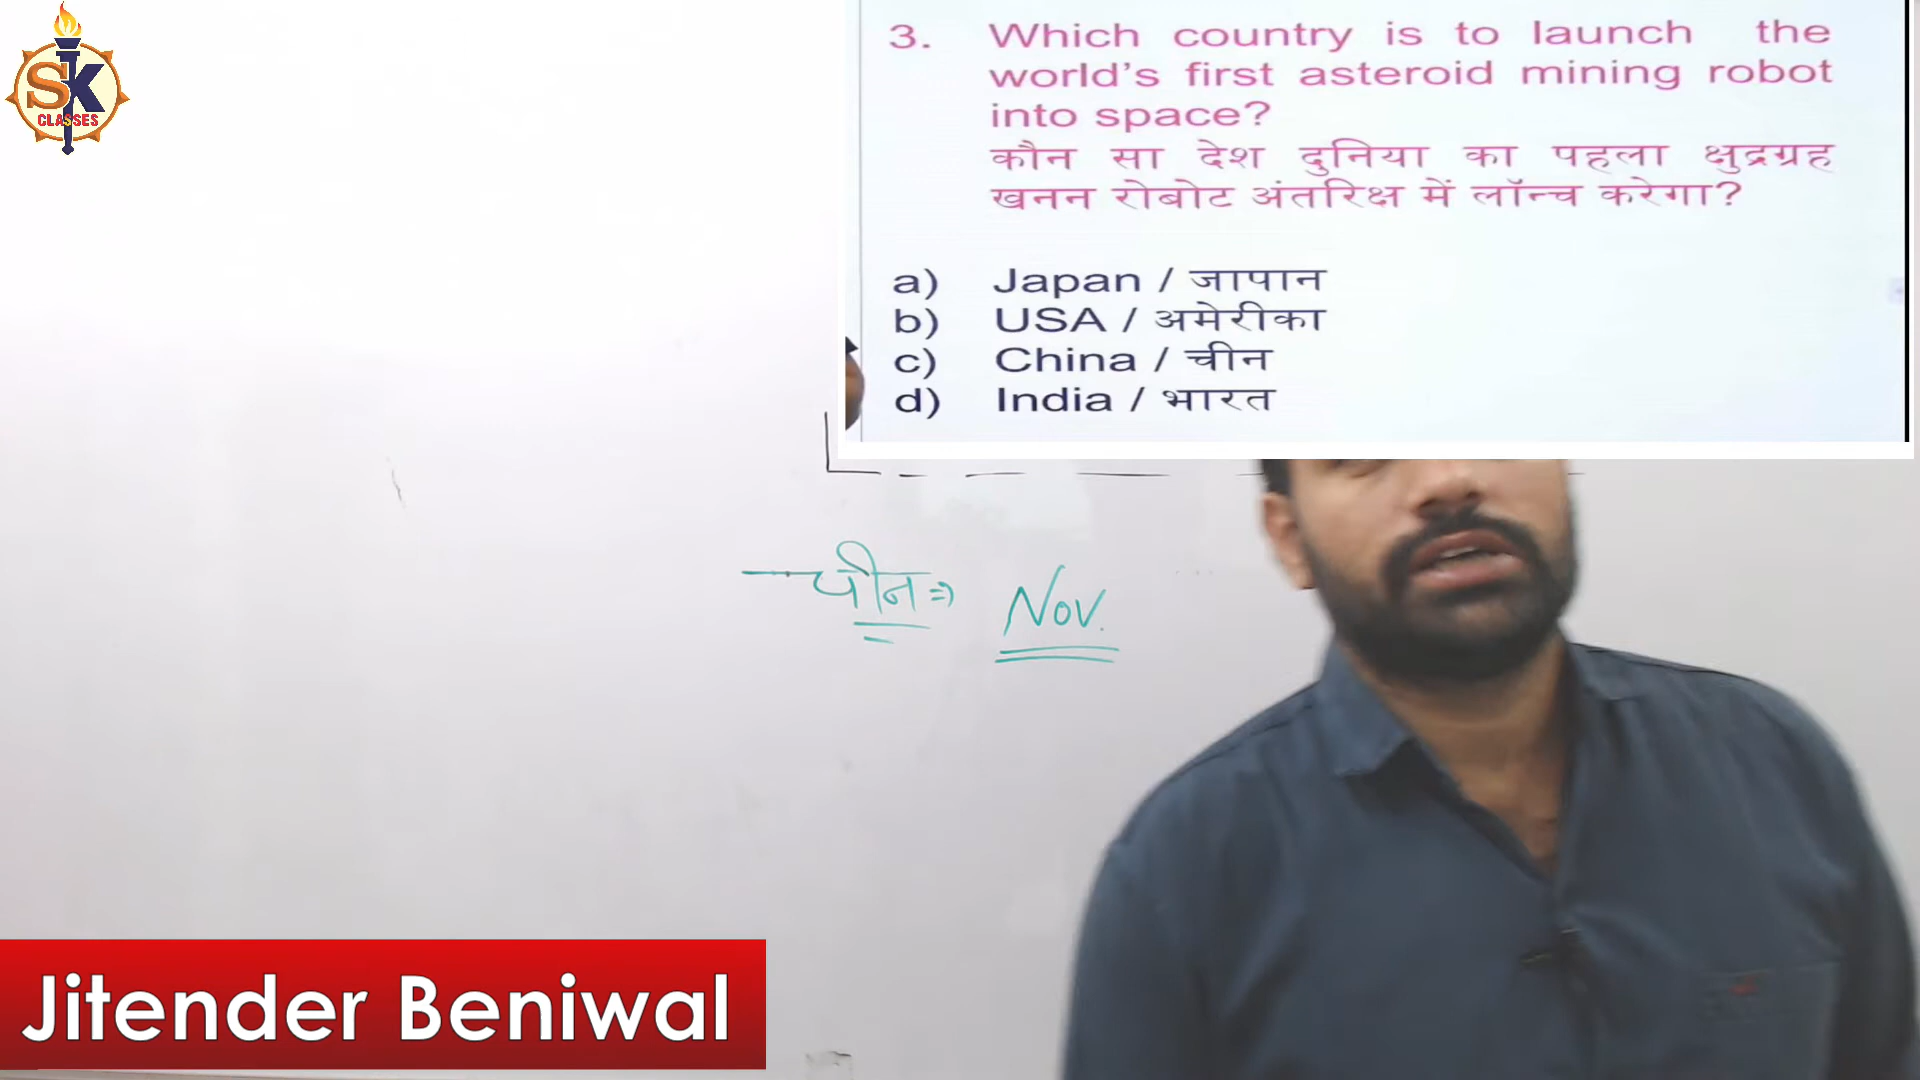 SK
CLASSES
3. Which country is to launch the
world's first asteroid mining robot
into space?
कौन सा देश दुनिया का पहला क्षुद्रग्रह
खनन रोबोट अंतरिक्ष में लॉन्च करेगा?
a) Japan / जापान
b) USA / अमेरीका
c) China / चीन
d) India / भारत
चीन ⇒ Nov.
Jitender Beniwal